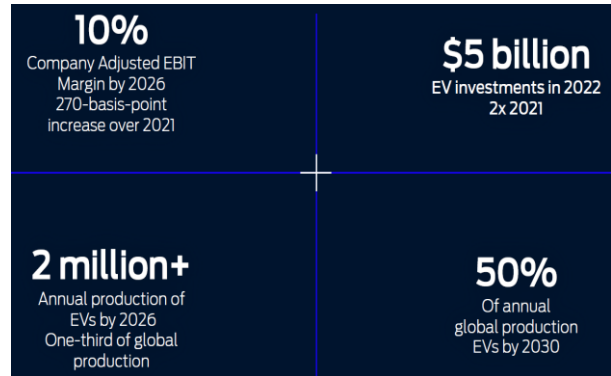 10%
Company Adjusted EBIT
Margin by 2026
270-basis-point
increase over 2021
$5 billion
EV investments in 2022
2x 2021
2 million+
Annual production of
EVs by 2026
One-third of global
production
50%
Of annual
global production
EVs by 2030